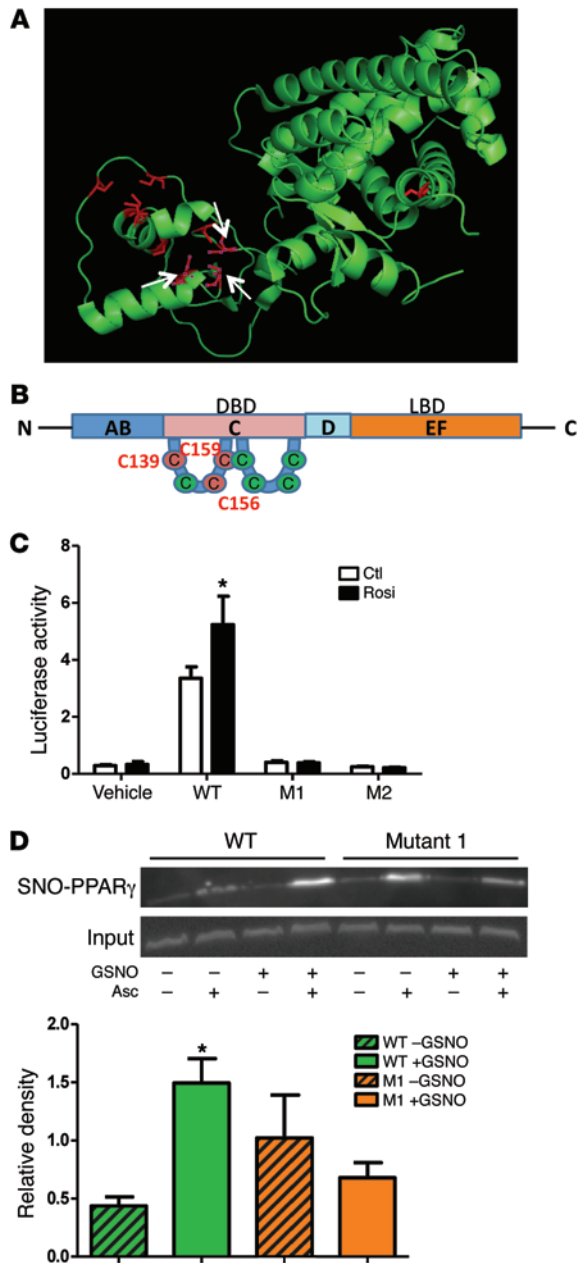 A
B
DBD LBD
N AB C D EF C
C C C C
C139 C159
C C C C
C156
C
8
6
4
2
0
Luciferase activity
*
Ctl
Rosi
Vehicle WT M1 M2
D
WT Mutant 1
SNO-PPARγ
Input
GSNO – – + + – – + +
Asc – + – + – + – +
2.0
1.5
1.0
0.5
0.0
Relative density
*
WT –GSNO
WT +GSNO
M1 –GSNO
M1 +GSNO